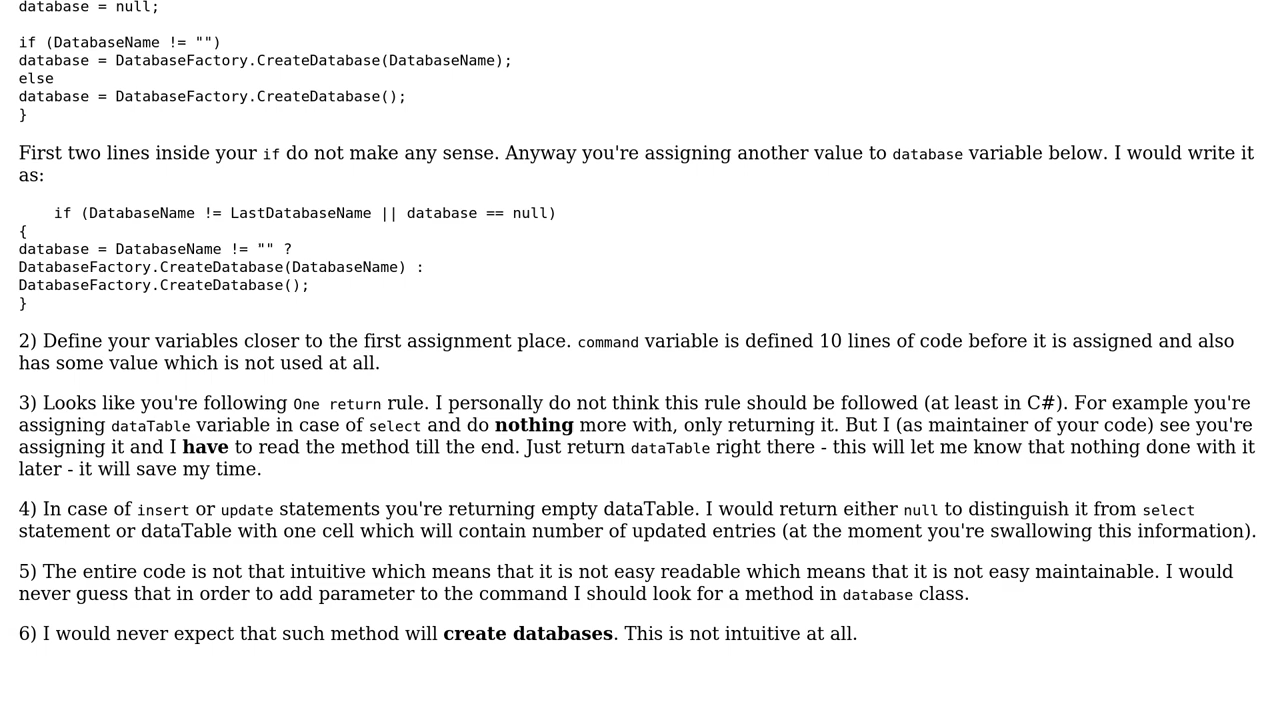 database = null;
if (DatabaseName != "")
database = DatabaseFactory.CreateDatabase(DatabaseName);
else
database = DatabaseFactory.CreateDatabase();
}
First two lines inside your if do not make any sense. Anyway you're assigning another value to database variable below. I would write it
as:
if (DatabaseName != LastDatabaseName || database == null)
{
database = DatabaseName != "" ?
DatabaseFactory.CreateDatabase(DatabaseName) :
DatabaseFactory.CreateDatabase();
}
2) Define your variables closer to the first assignment place. command variable is defined 10 lines of code before it is assigned and also
has some value which is not used at all.
3) Looks like you're following One return rule. I personally do not think this rule should be followed (at least in C#). For example you're
assigning dataTable variable in case of select and do nothing more with, only returning it. But I (as maintainer of your code) see you're
assigning it and I have to read the method till the end. Just return dataTable right there - this will let me know that nothing done with it
later - it will save my time.
4) In case of insert or update statements you're returning empty dataTable. I would return either null to distinguish it from select
statement or dataTable with one cell which will contain number of updated entries (at the moment you're swallowing this information).
5) The entire code is not that intuitive which means that it is not easy readable which means that it is not easy maintainable. I would
never guess that in order to add parameter to the command I should look for a method in database class.
6) I would never expect that such method will create databases. This is not intuitive at all.